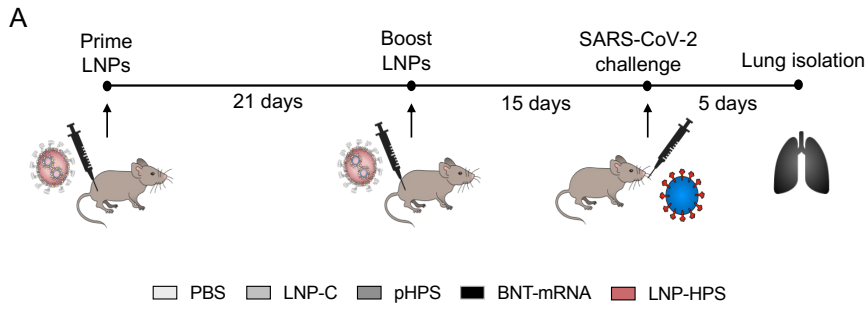 A
Prime
LNPs
Boost
LNPs
SARS-CoV-2
challenge
Lung isolation
21 days
15 days
5 days
PBS
LNP-C
pHPS
BNT-mRNA
LNP-HPS